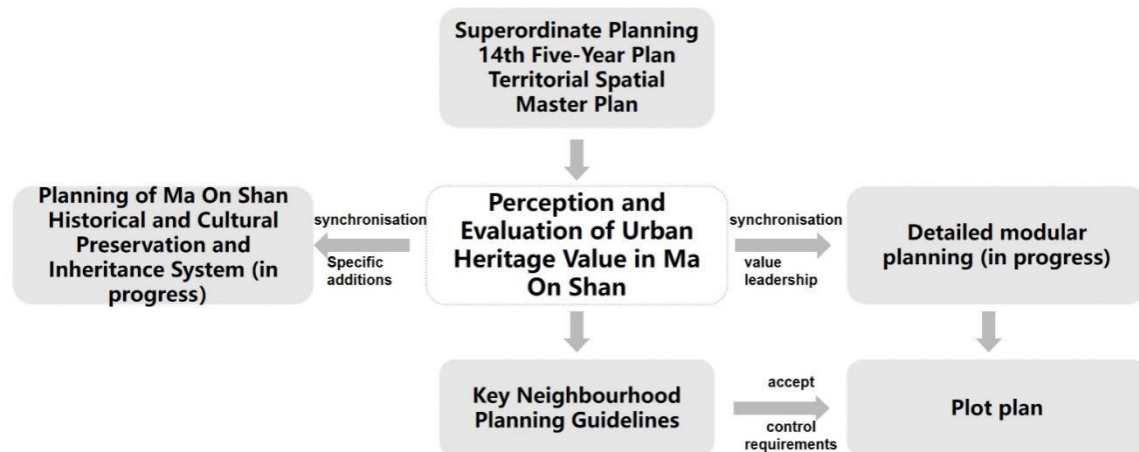 Superordinate Planning
14th Five-Year Plan
Territorial Spatial
Master Plan
Planning of Ma On Shan
Historical and Cultural
Preservation and
Inheritance System (in
progress)
synchronisation
Specific
additions
Perception and
Evaluation of Urban
Heritage Value in Ma
On Shan
synchronisation
value
leadership
Detailed modular
planning (in progress)
Key Neighbourhood
Planning Guidelines
accept
control
requirements
Plot plan